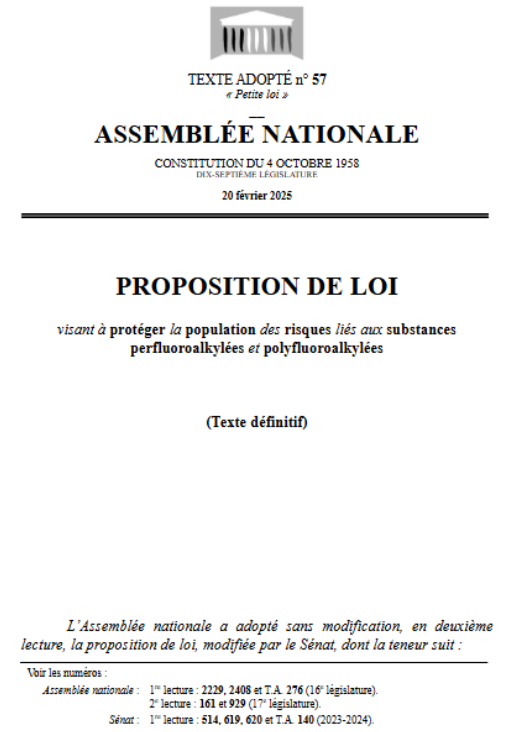 TEXTE ADOPTÉ n° 57
« Petite loi »
ASSEMBLÉE NATIONALE
CONSTITUTION DU 4 OCTOBRE 1958
DIX-SEPTIÈME LÉGISLATURE
20 février 2025
PROPOSITION DE LOI
visant à protéger la population des risques liés aux substances
perfluoroalkylées et polyfluoroalkylées
(Texte définitif)
L'Assemblée nationale a adopté sans modification, en deuxième
lecture, la proposition de loi, modifiée par le Sénat, dont la teneur suit :
Voir les numéros :
Assemblée nationale : 1re lecture : 2229, 2408 et T.A. 276 (16e législature).
2e lecture : 161 et 929 (17e législature).
Sénat : 1re lecture : 514, 619, 620 et T.A. 140 (2023-2024).